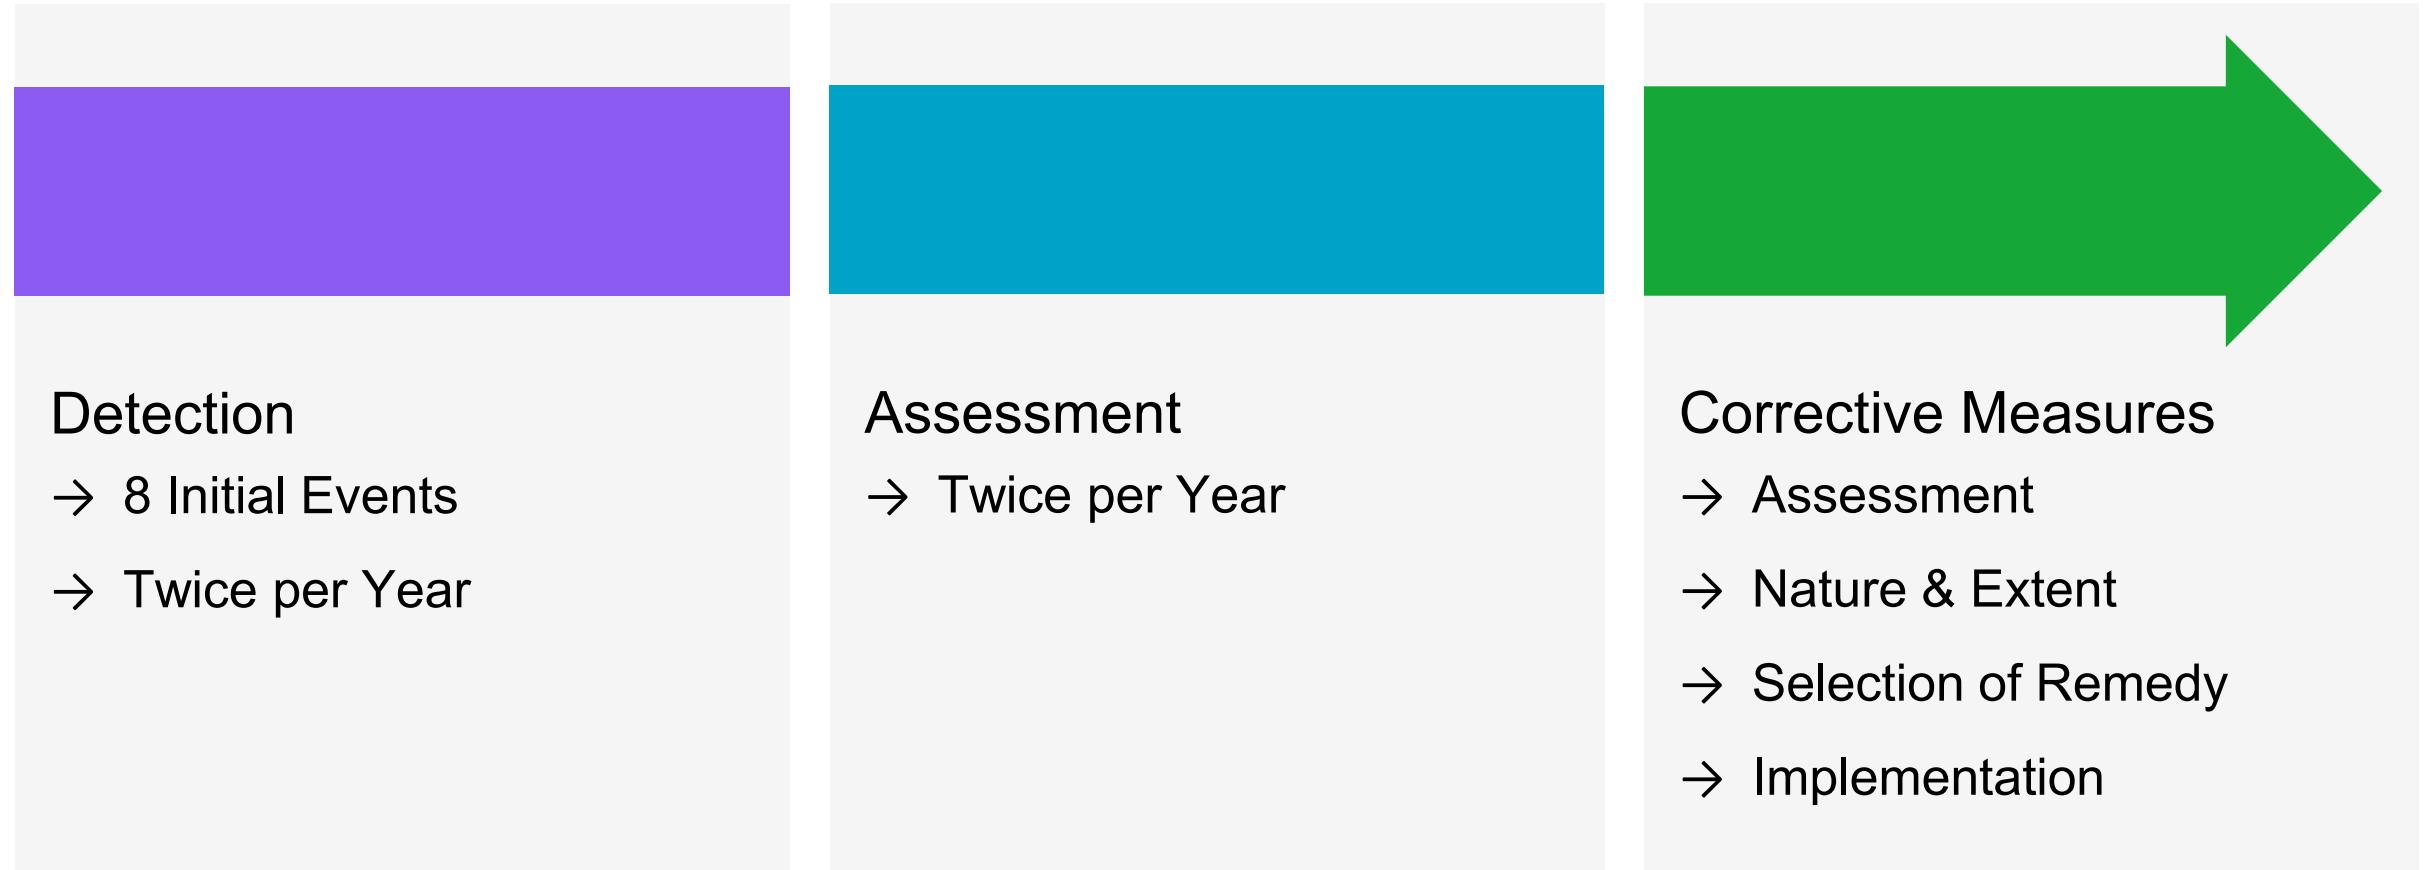 Detection
→ 8 Initial Events
→ Twice per Year
Assessment
→ Twice per Year
Corrective Measures
→ Assessment
→ Nature & Extent
→ Selection of Remedy
→ Implementation